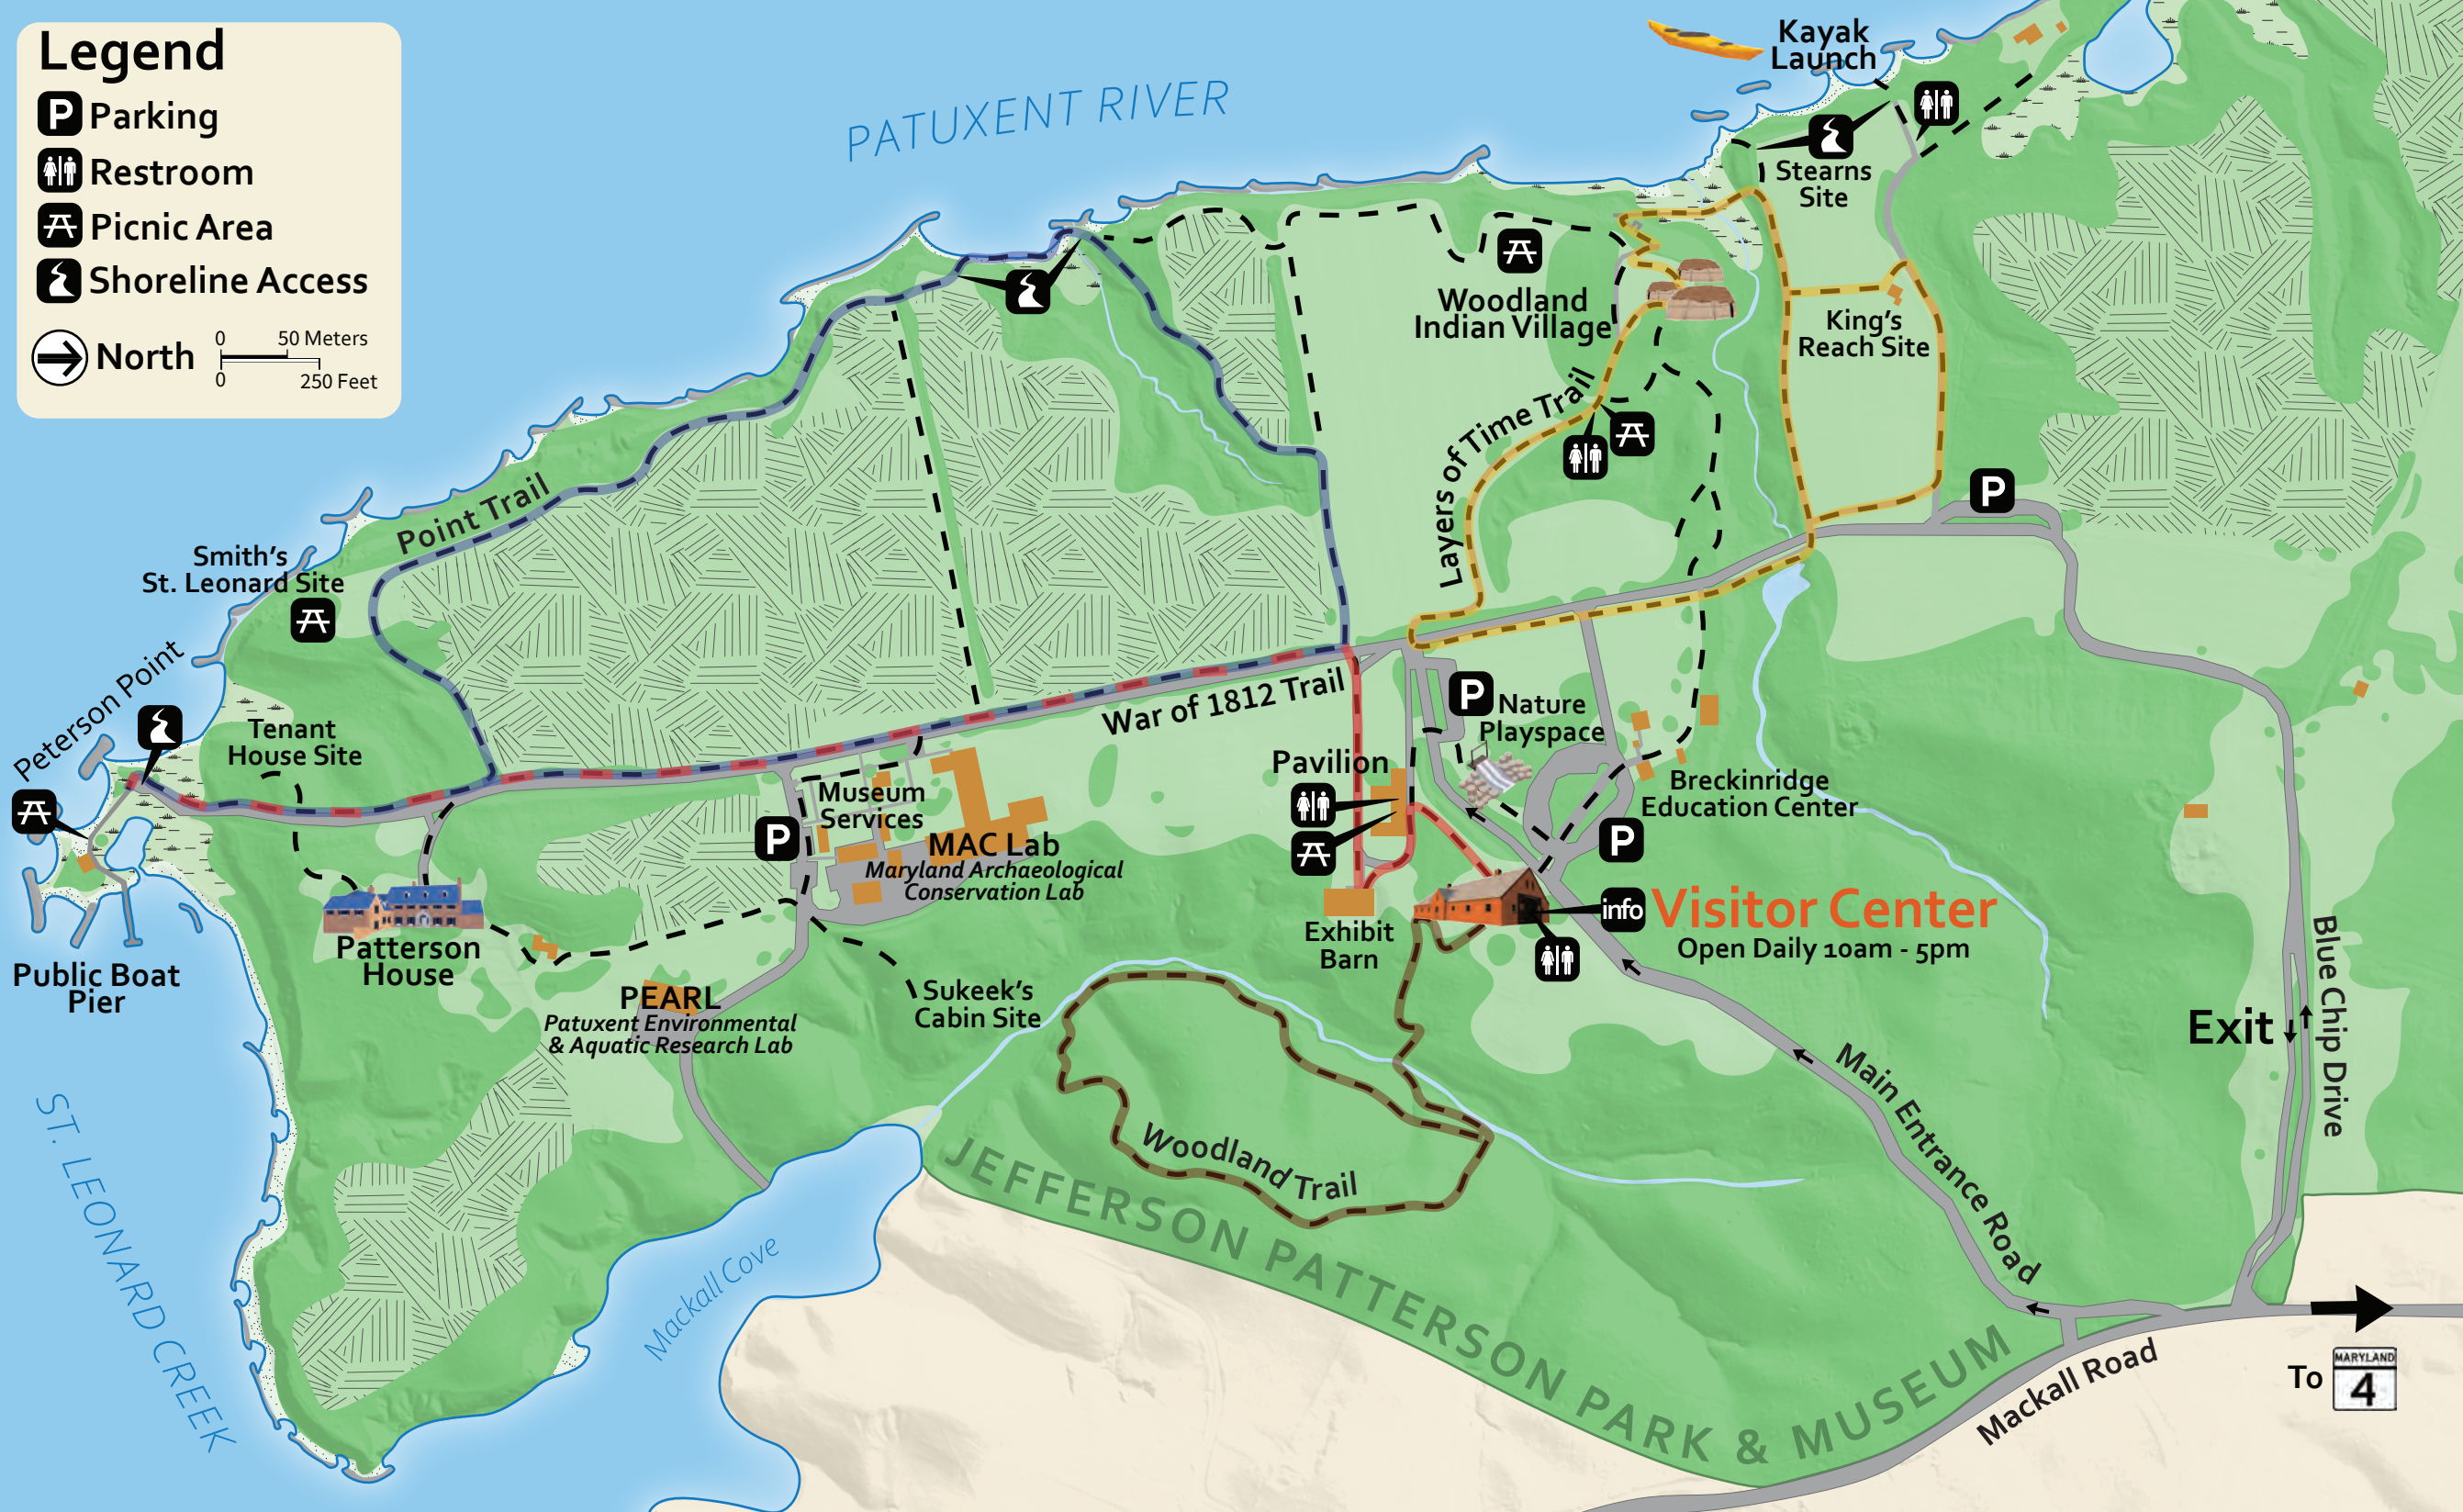 Legend
P Parking
Restroom
Picnic Area
Shoreline Access
North
0 50 Meters
0 250 Feet
PATUXENT RIVER
Kayak
Launch
Stearns
Site
King's
Reach Site
Woodland
Indian Village
Layers of Time Trail
P
Point Trail
Smith's
St. Leonard Site
Peterson Point
Tenant
House Site
War of 1812 Trail
P
Nature
Playspace
Pavilion
Breckinridge
Education Center
P
Museum
Services
P
MAC Lab
Maryland Archaeological
Conservation Lab
info
Visitor Center
Open Daily 10am - 5pm
Exhibit
Barn
Patterson
House
Public Boat
Pier
PEARL
Patuxent Environmental
& Aquatic Research Lab
Sukeek's
Cabin Site
Blue Chip Drive
Exit
Main Entrance Road
Woodland Trail
JEFFERSON PATTERSON PARK & MUSEUM
ST. LEONARD CREEK
Mackall Cove
Mackall Road
To
MARYLAND
4